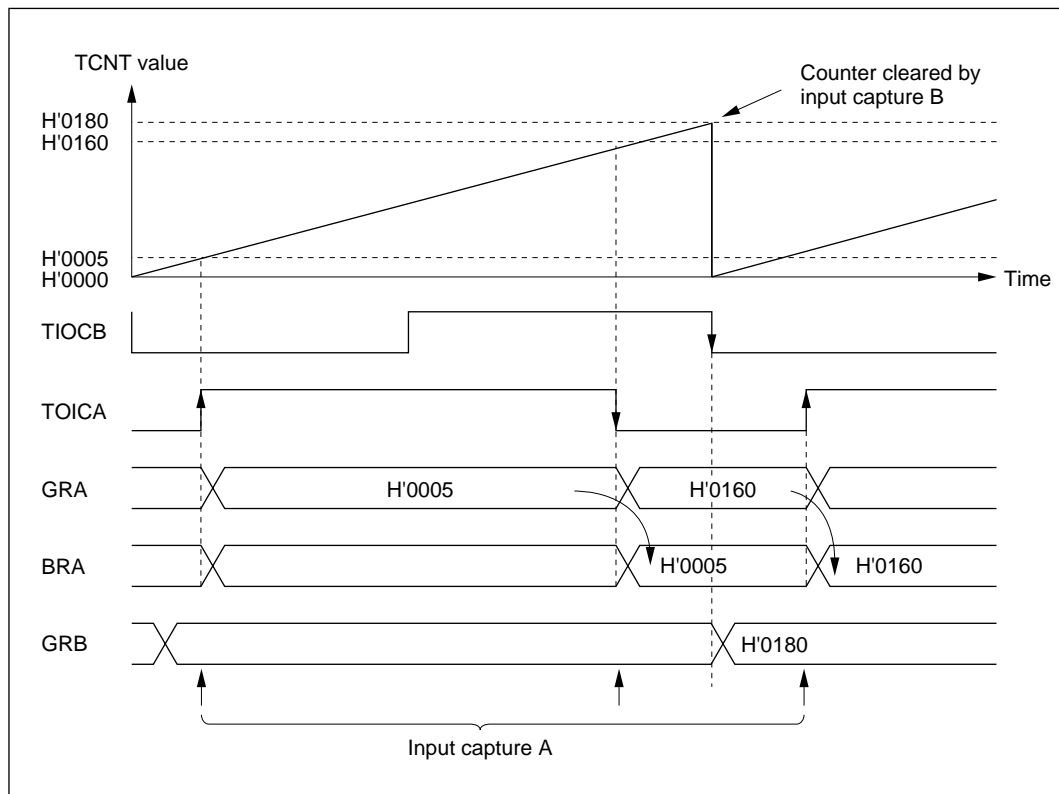 TCNT value
Counter cleared by
input capture B
H'0180
H'0160
H'0005
H'0000
Time
TIOCB
TOICA
GRA
H'0005
H'0160
BRA
H'0005
H'0160
GRB
H'0180
Input capture A